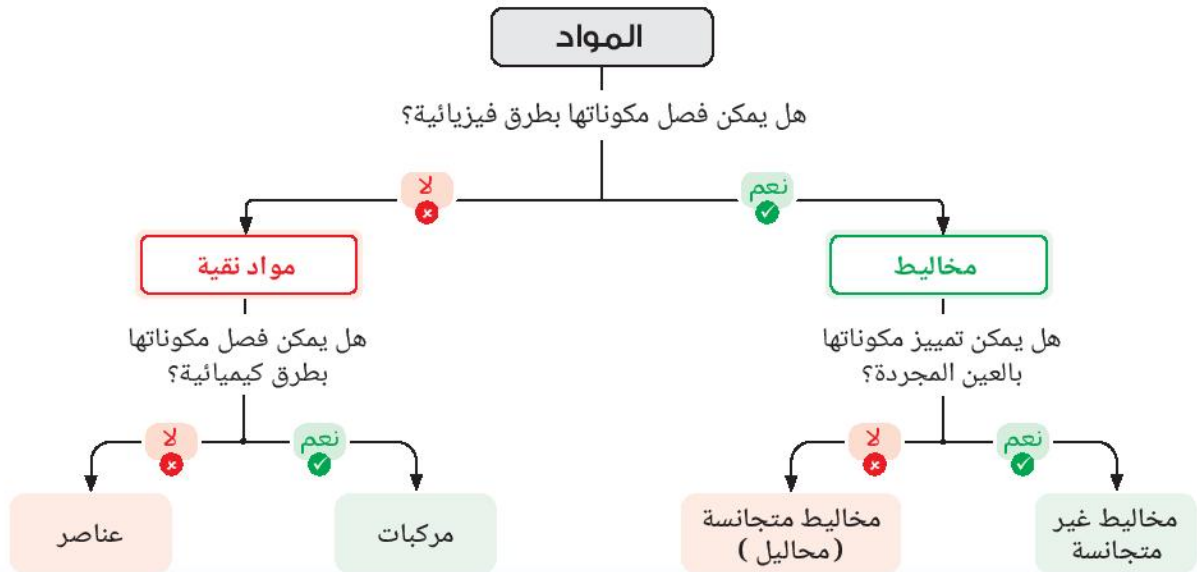 المواد
هل يمكن فصل مكوناتها بطرق فيزيائية؟
نعم
لا
مخاليط
مواد نقية
هل يمكن تمييز مكوناتها
بالعين المجردة؟
هل يمكن فصل مكوناتها
بطرق كيميائية؟
نعم
لا
نعم
لا
مخاليط غير
متجانسة
مخاليط متجانسة
(محاليل )
مركبات
عناصر